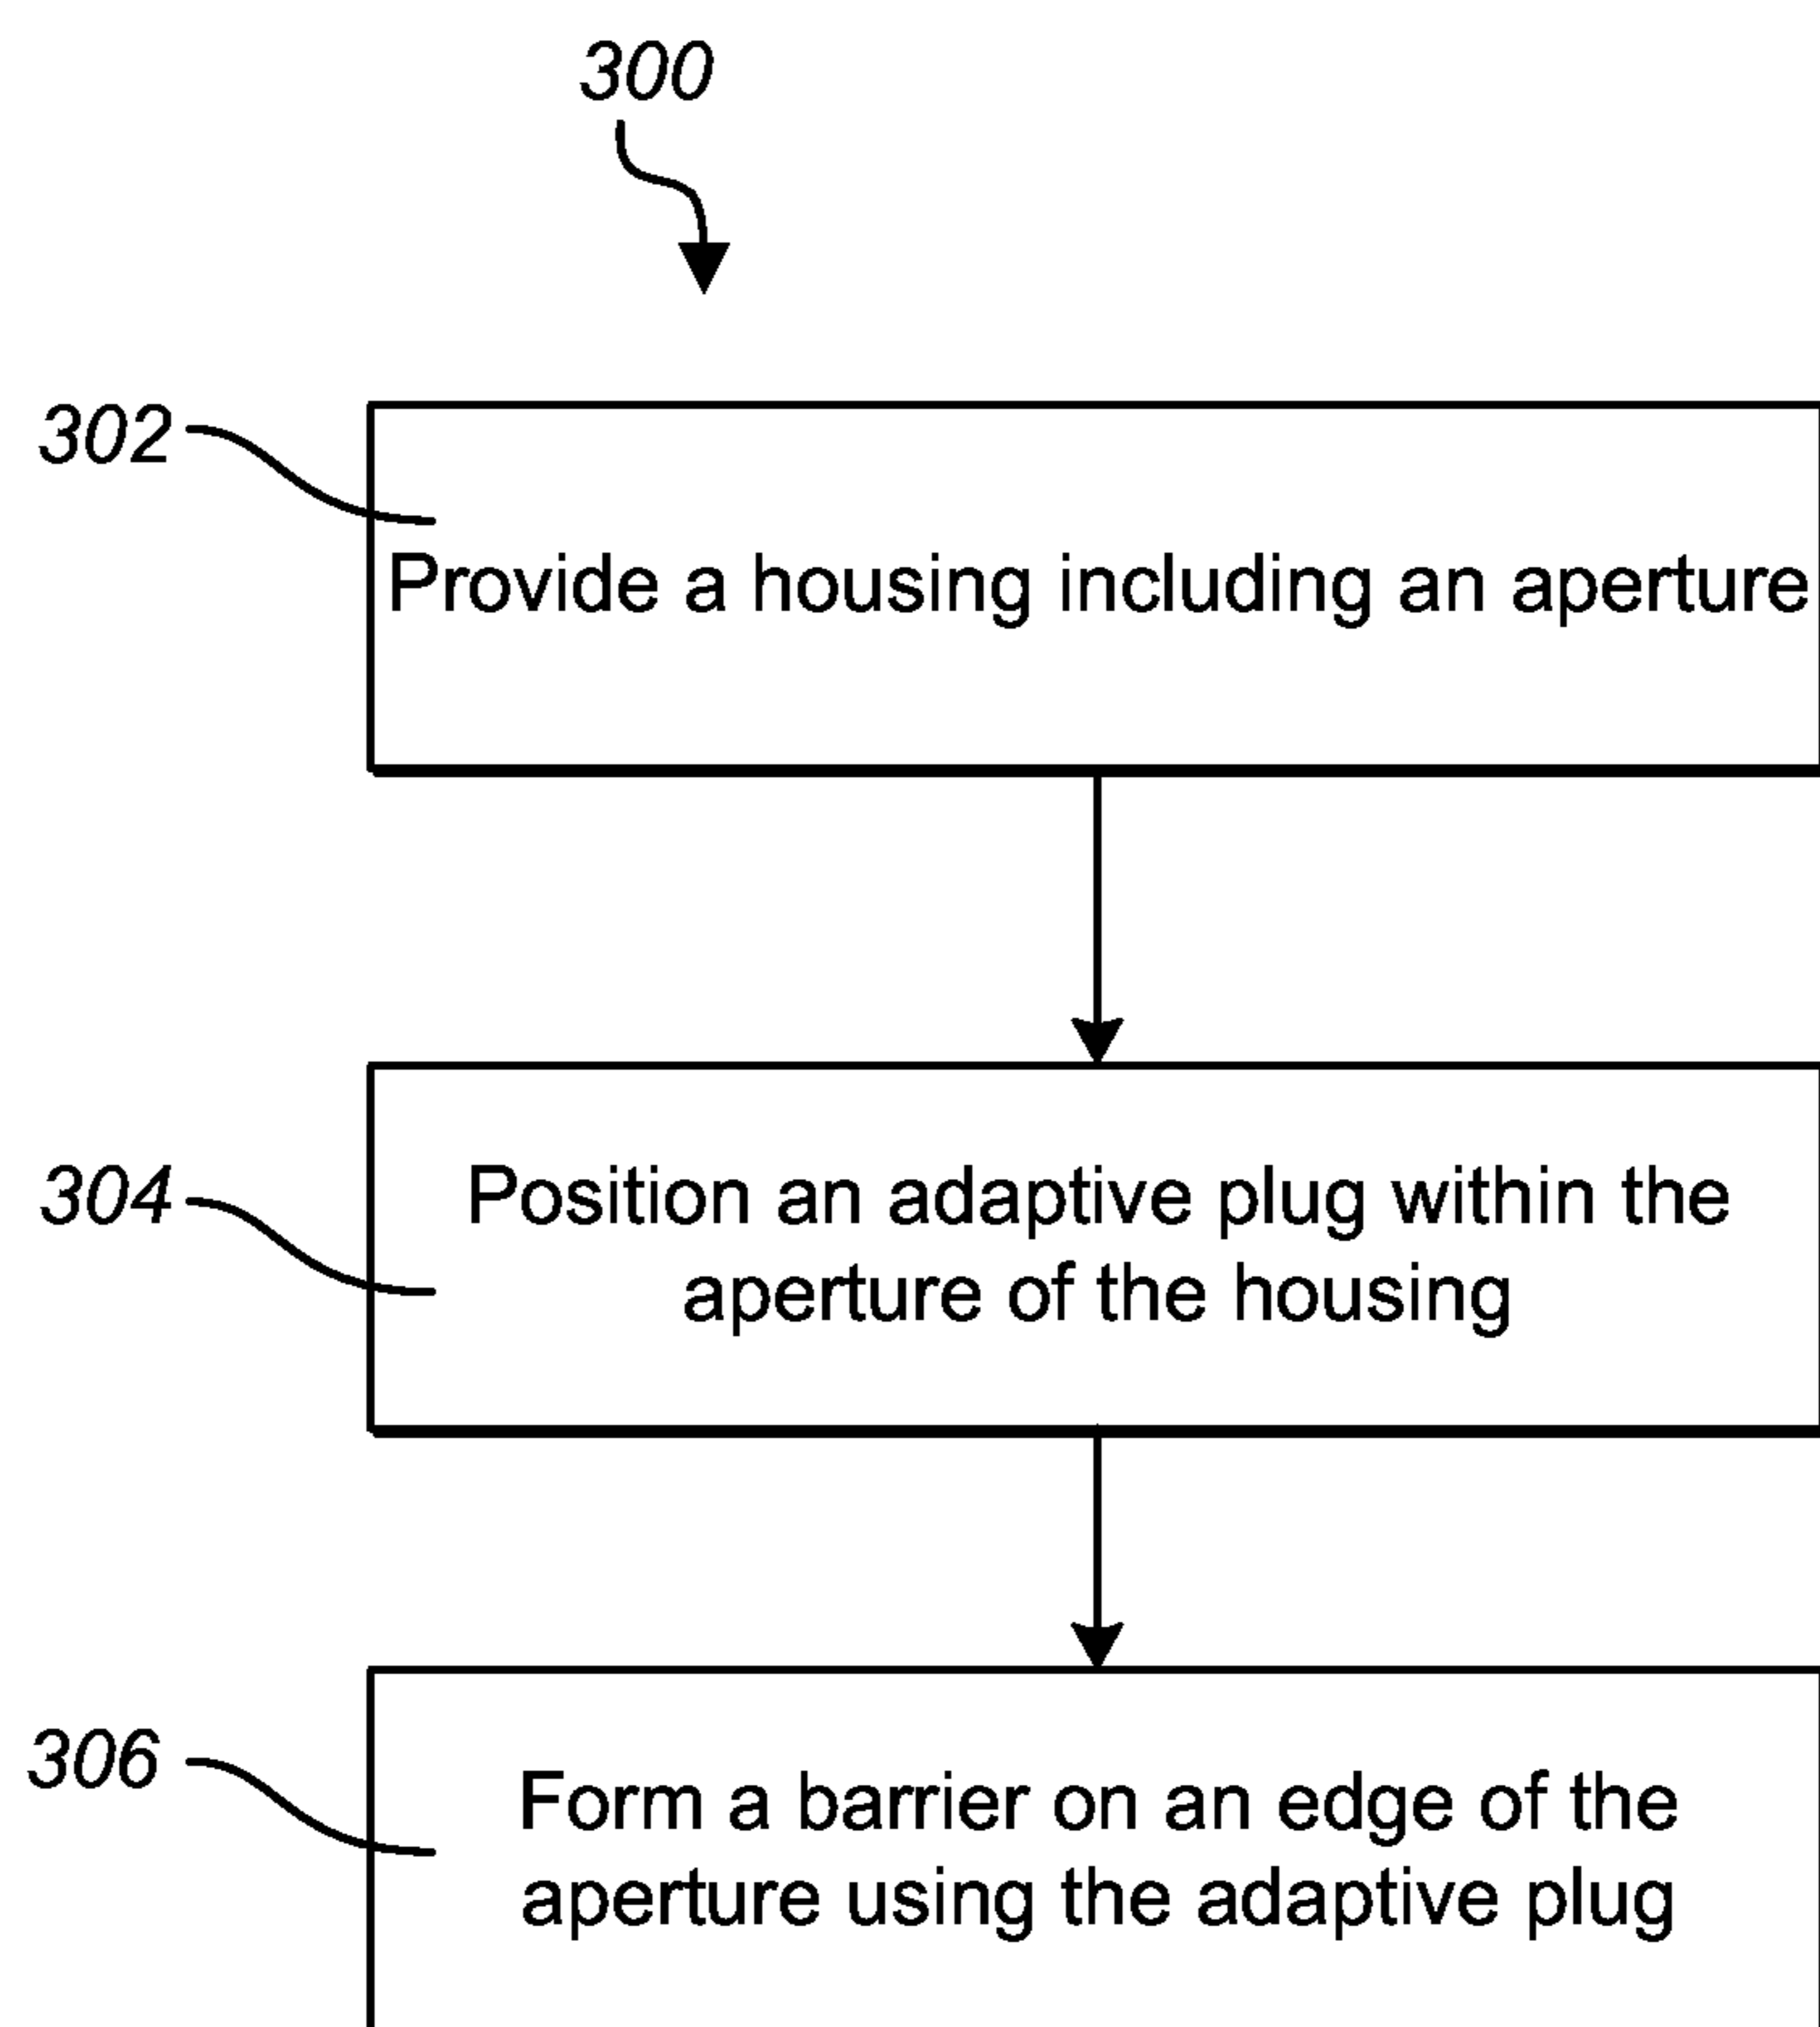 300
302
Provide a housing including an aperture
304
Position an adaptive plug within the
aperture of the housing
306
Form a barrier on an edge of the
aperture using the adaptive plug